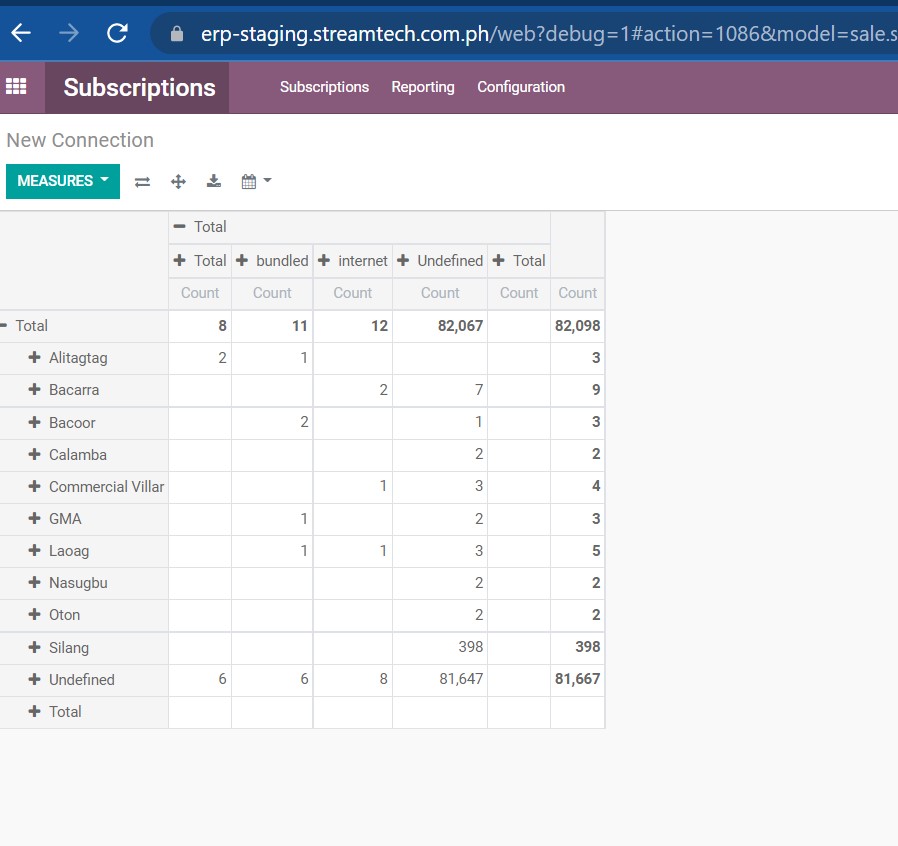 erp-staging.streamtech.com.ph/web?debug=1#action=1086&model=sale.s
Subscriptions Subscriptions Reporting Configuration
New Connection
MEASURES
Total
Total bundled internet Undefined Total
Count Count Count Count Count Count
Total 8 11 12 82,067 82,098
Alitagtag 2 1 3
Bacarra 2 7 9
Bacoor 2 1 3
Calamba 2 2
Commercial Villar 1 3 4
GMA 1 2 3
Laoag 1 1 3 5
Nasugbu 2 2
Oton 2 2
Silang 398 398
Undefined 6 6 8 81,647 81,667
Total